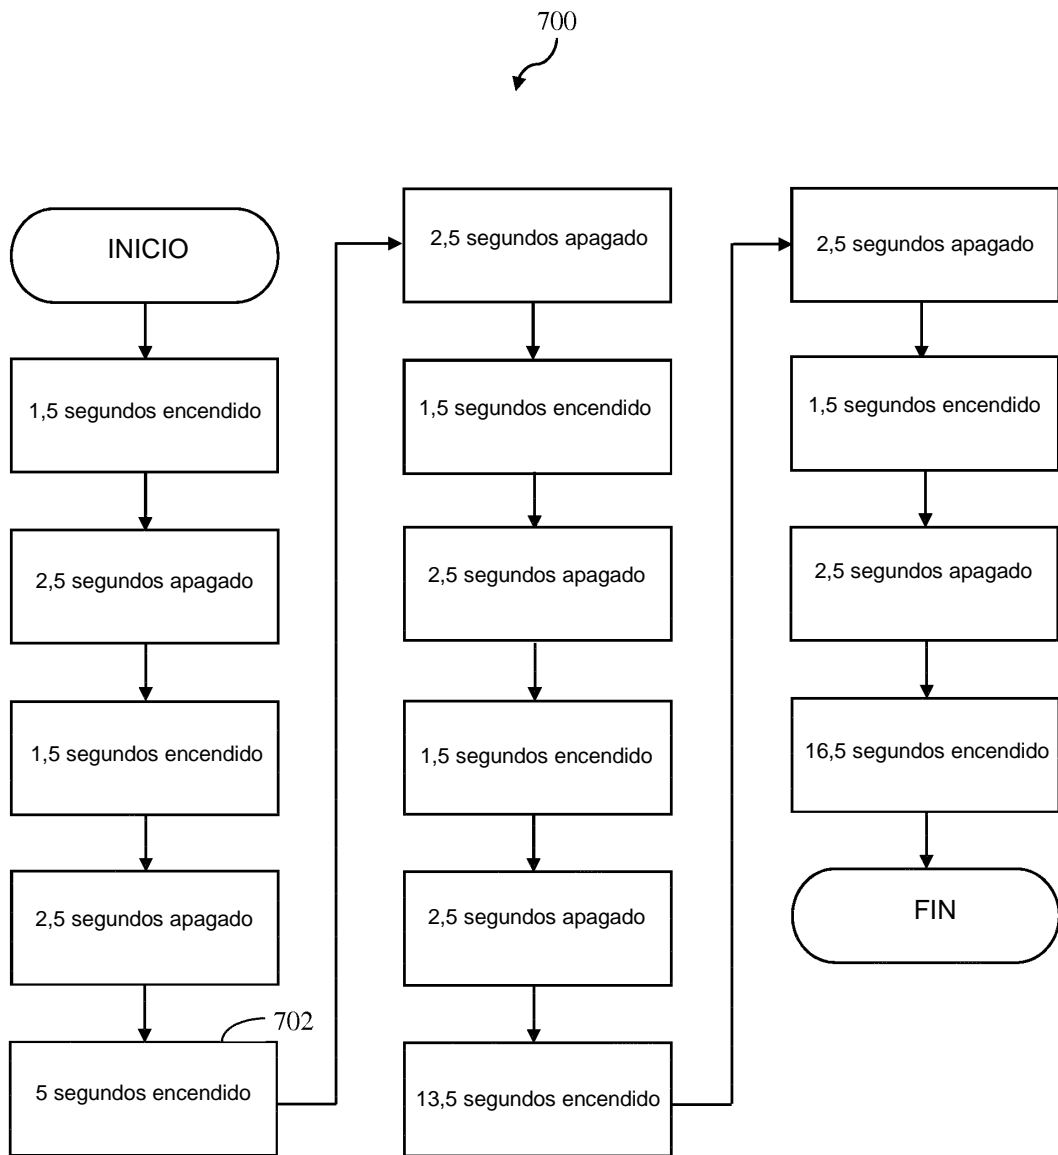 700
INICIO
1,5 segundos encendido
2,5 segundos apagado
1,5 segundos encendido
2,5 segundos apagado
702
5 segundos encendido
2,5 segundos apagado
1,5 segundos encendido
2,5 segundos apagado
1,5 segundos encendido
2,5 segundos apagado
13,5 segundos encendido
2,5 segundos apagado
1,5 segundos encendido
2,5 segundos apagado
16,5 segundos encendido
FIN